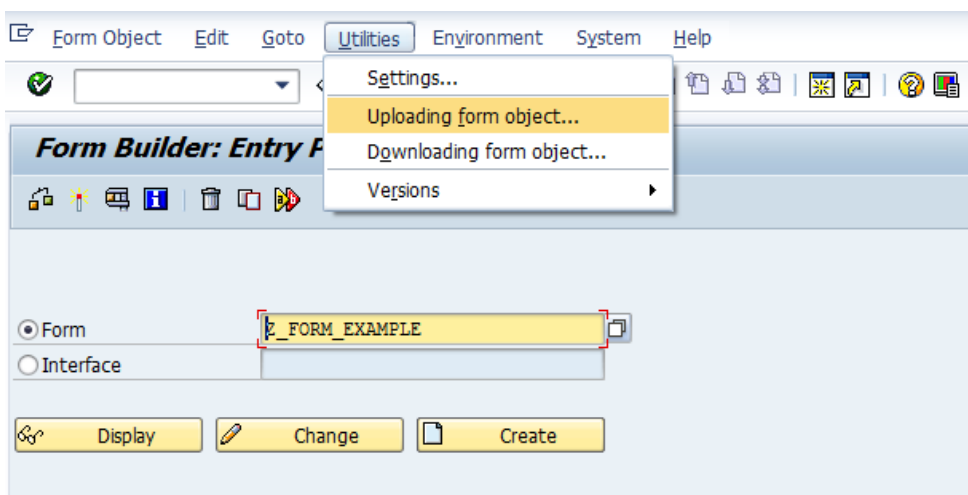 Form Object Edit Goto Utilities Environment System Help
Settings...
Uploading form object...
Form Builder: Entry P
Downloading form object...
Versions
Form Z_FORM_EXAMPLE
Interface
Display Change Create